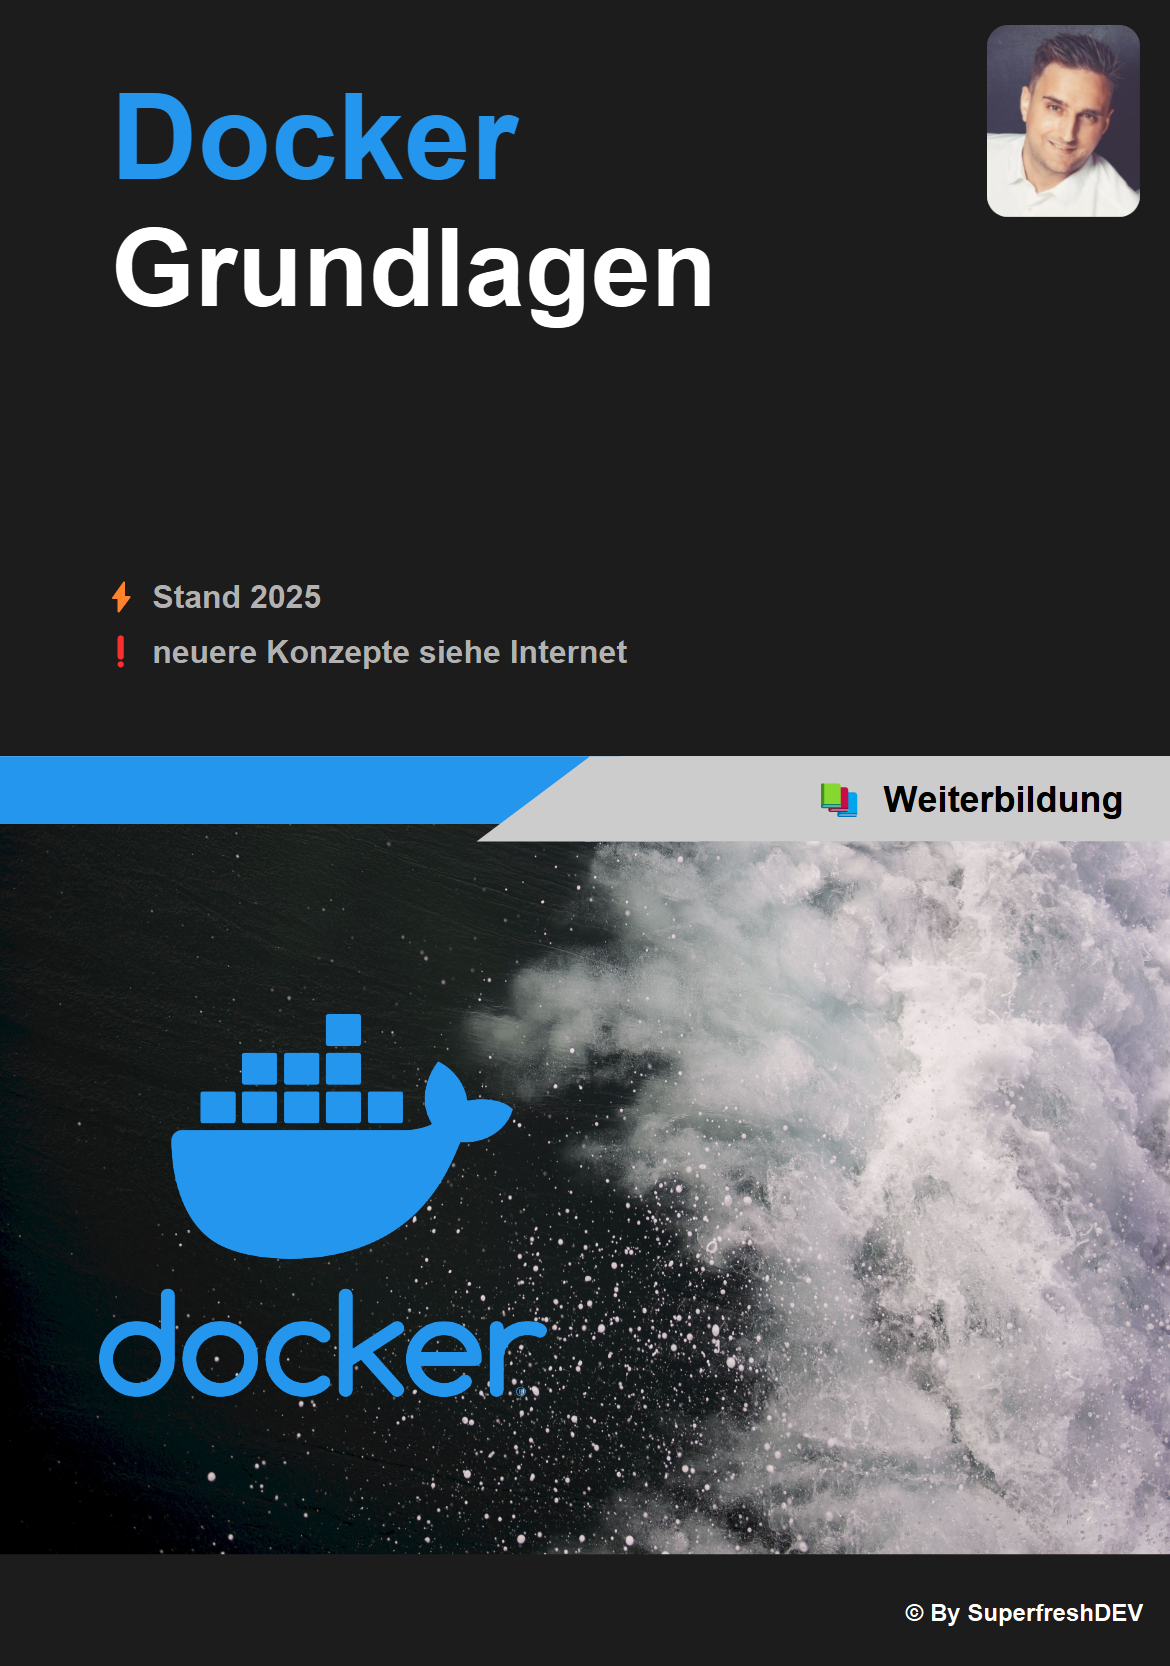 Docker
Grundlagen
Stand 2025
neuere Konzepte siehe Internet
Weiterbildung
docker
© By SuperfreshDEV